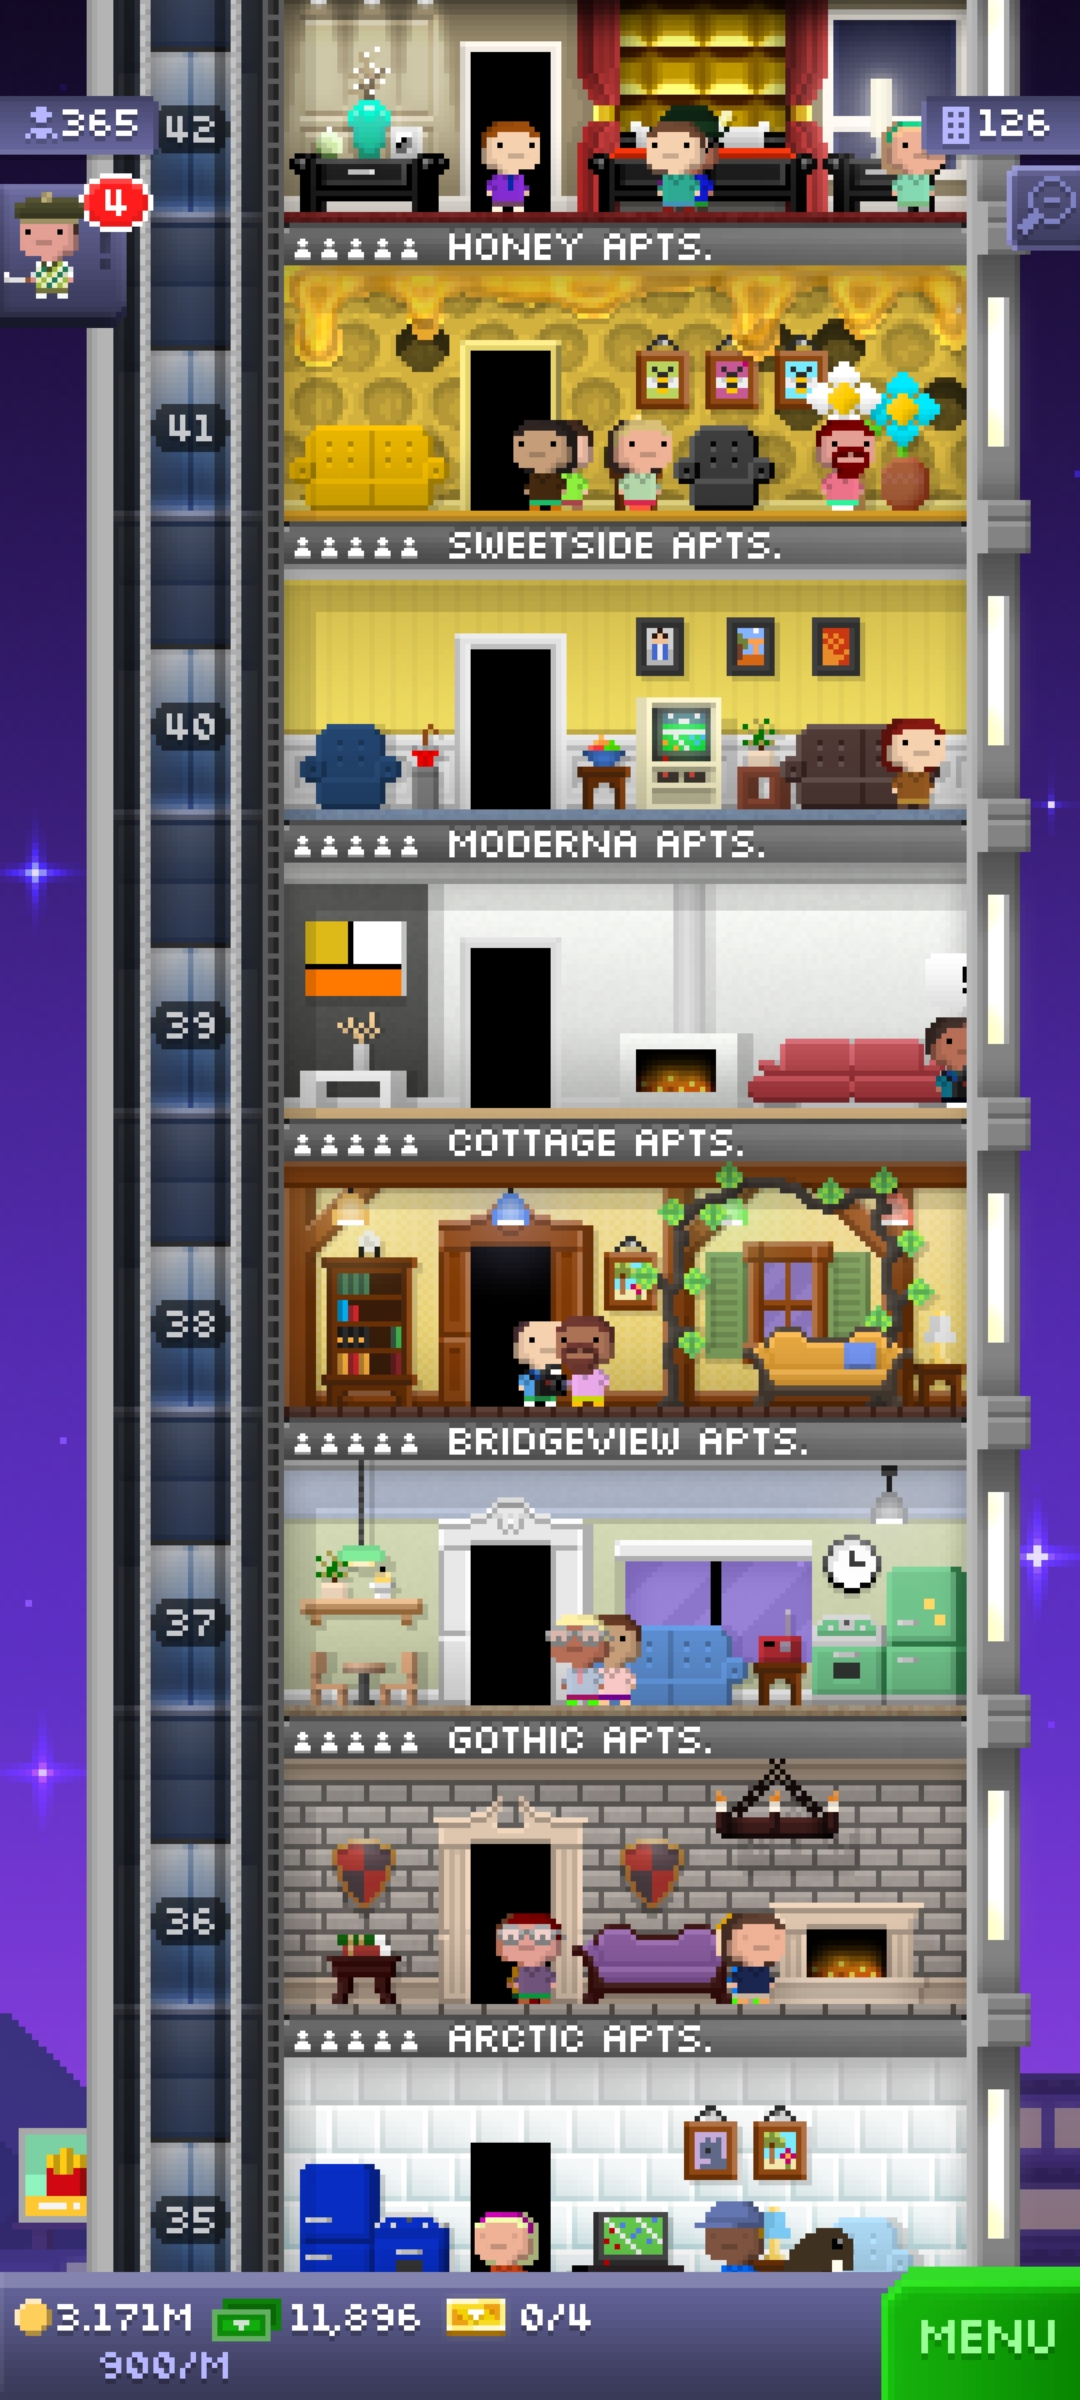 365
42
126
4
HONEY APTS.
41
SWEETSIDE APTS.
40
MODERNA APTS.
39
COTTAGE APTS.
38
BRIDGEVIEW APTS.
37
GOTHIC APTS.
36
ARCTIC APTS.
35
3.171M 11,896 0/4
900/M
MENU